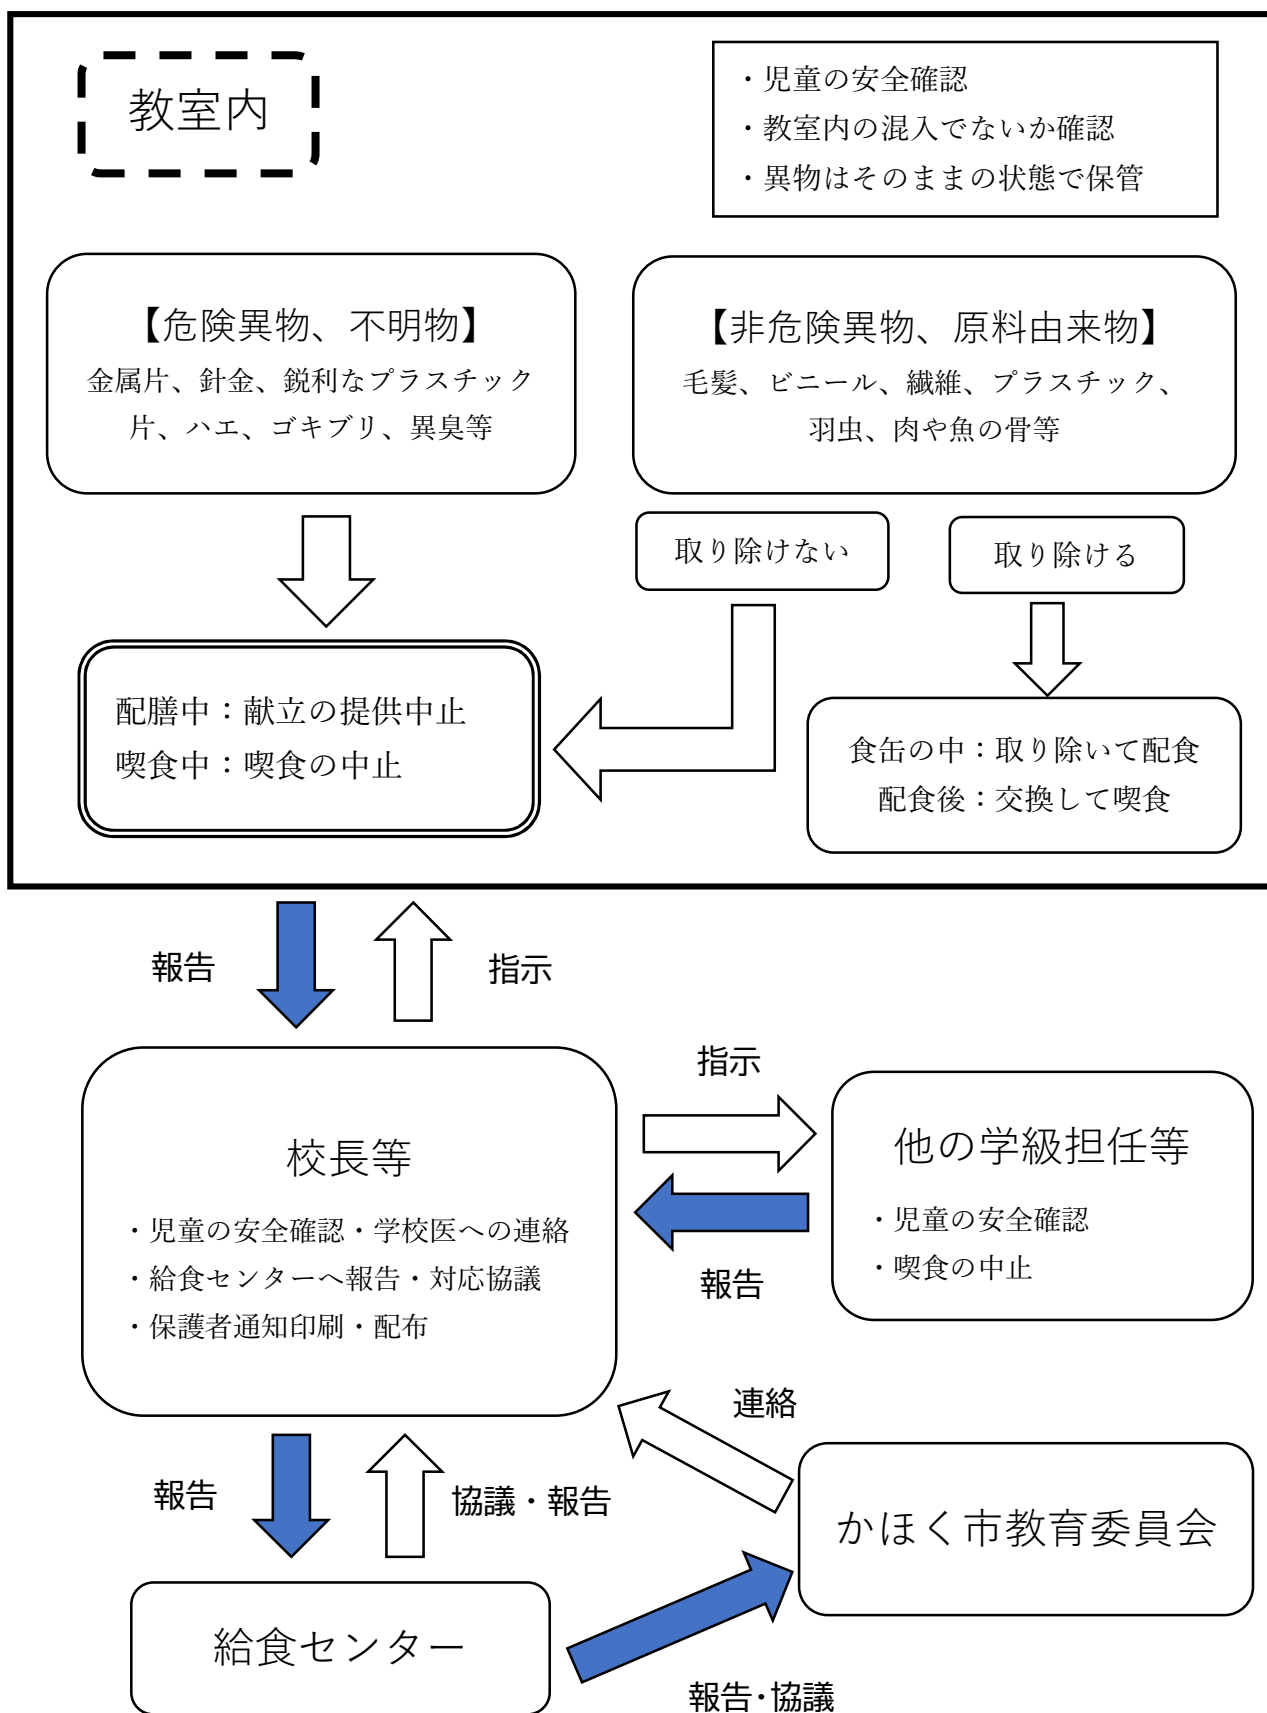 教室内
・児童の安全確認
・教室内の混入でないか確認
・異物はそのままの状態で保管
【危険異物、不明物】
金属片、針金、鋭利なプラスチック
片、ハエ、ゴキブリ、異臭等
【非危険異物、原料由来物】
毛髪、ビニール、繊維、プラスチック、
羽虫、肉や魚の骨等
取り除けない
取り除ける
配膳中：献立の提供中止
喫食中：喫食の中止
食缶の中：取り除いて配食
配食後：交換して喫食
報告
指示
校長等
・児童の安全確認・学校医への連絡
・給食センターへ報告・対応協議
・保護者通知印刷・配布
指示
報告
他の学級担任等
・児童の安全確認
・喫食の中止
連絡
報告
協議・報告
かほく市教育委員会
給食センター
報告・協議